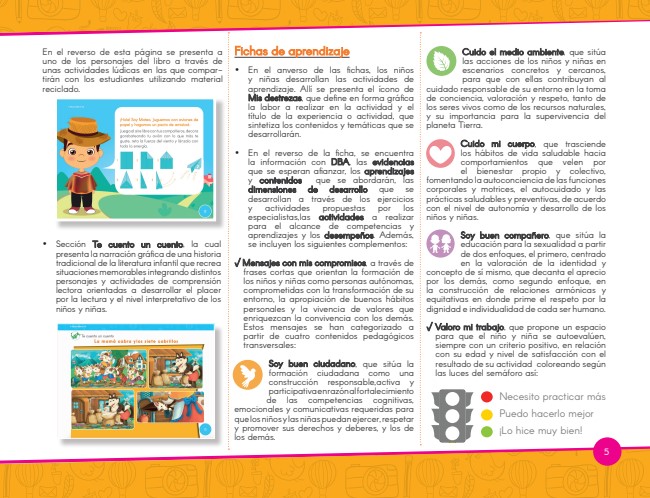 En el reverso de esta página se presenta a
uno de los personajes del libro a través de
unas actividades lúdicas en las que compar-
tirán con los estudiantes utilizando material
reciclado.
• Sección Te cuento un cuento, la cual
presenta la narración gráfica de una historia
tradicional de la literatura infantil que recrea
situaciones memorables integrando distintos
personajes y actividades de comprensión
lectora orientadas a desarrollar el placer
por la lectura y el nivel interpretativo de los
niños y niñas.
Te cuento un cuento
La mamá cabra y los siete cabritos
Fichas de aprendizaje
• En el anverso de las fichas, los niños
y niñas desarrollan las actividades de
aprendizaje. Allí se presenta el ícono de
Mis destrezas, que define en forma gráfica
la labor a realizar en la actividad y el
título de la experiencia o actividad, que
sintetiza los contenidos y temáticas que se
desarrollarán.
• En el reverso de la ficha, se encuentra
la información con DBA, las evidencias
que se esperan afianzar, los aprendizajes
y contenidos que se abordarán, las
dimensiones de desarrollo que se
desarrollan a través de los ejercicios
y actividades propuestas por los
especialistas,las actividades a realizar
para el alcance de competencias y
aprendizajes y los desempeños. Además,
se incluyen los siguientes complementos:
√ Mensajes con mis compromisos, a través de
frases cortas que orientan la formación de
los niños y niñas como personas autónomas,
comprometidas con la transformación de su
entorno, la apropiación de buenos hábitos
personales y la vivencia de valores que
enriquezcan la convivencia con los demás.
Estos mensajes se han categorizado a
partir de cuatro contenidos pedagógicos
transversales:
Soy buen ciudadano, que sitúa la
formación ciudadana como una
construcción responsable,activa y
participativaenrazónalfortalecimiento
de las competencias cognitivas,
emocionales y comunicativas requeridas para
que los niños y las niñas puedan ejercer, respetar
y promover sus derechos y deberes, y los de
los demás.
Cuido el medio ambiente, que sitúa
las acciones de los niños y niñas en
escenarios concretos y cercanos,
para que con ellas contribuyan al
cuidado responsable de su entorno en la toma
de conciencia, valoración y respeto, tanto de
los seres vivos como de los recursos naturales,
y su importancia para la supervivencia del
planeta Tierra.
Cuido mi cuerpo, que trasciende
los hábitos de vida saludable hacia
comportamientos que velen por
el bienestar propio y colectivo,
fomentando la autoconciencia de las funciones
corporales y motrices, el autocuidado y las
prácticas saludables y preventivas, de acuerdo
con el nivel de autonomía y desarrollo de los
niños y niñas.
Soy buen compañero, que sitúa la
educación para la sexualidad a partir
de dos enfoques, el primero, centrado
en la valoración de la identidad y
concepto de sí mismo, que decanta el aprecio
por los demás, como segundo enfoque, en
la construcción de relaciones armónicas y
equitativas en donde prime el respeto por la
dignidad e individualidad de cada ser humano.
√ Valoro mi trabajo, que propone un espacio
para que el niño y niña se autoevalúen,
siempre con un criterio positivo, en relación
con su edad y nivel de satisfacción con el
resultado de su actividad coloreando según
las luces del semáforo así:
Necesito practicar más
Puedo hacerlo mejor
¡Lo hice muy bien!
5